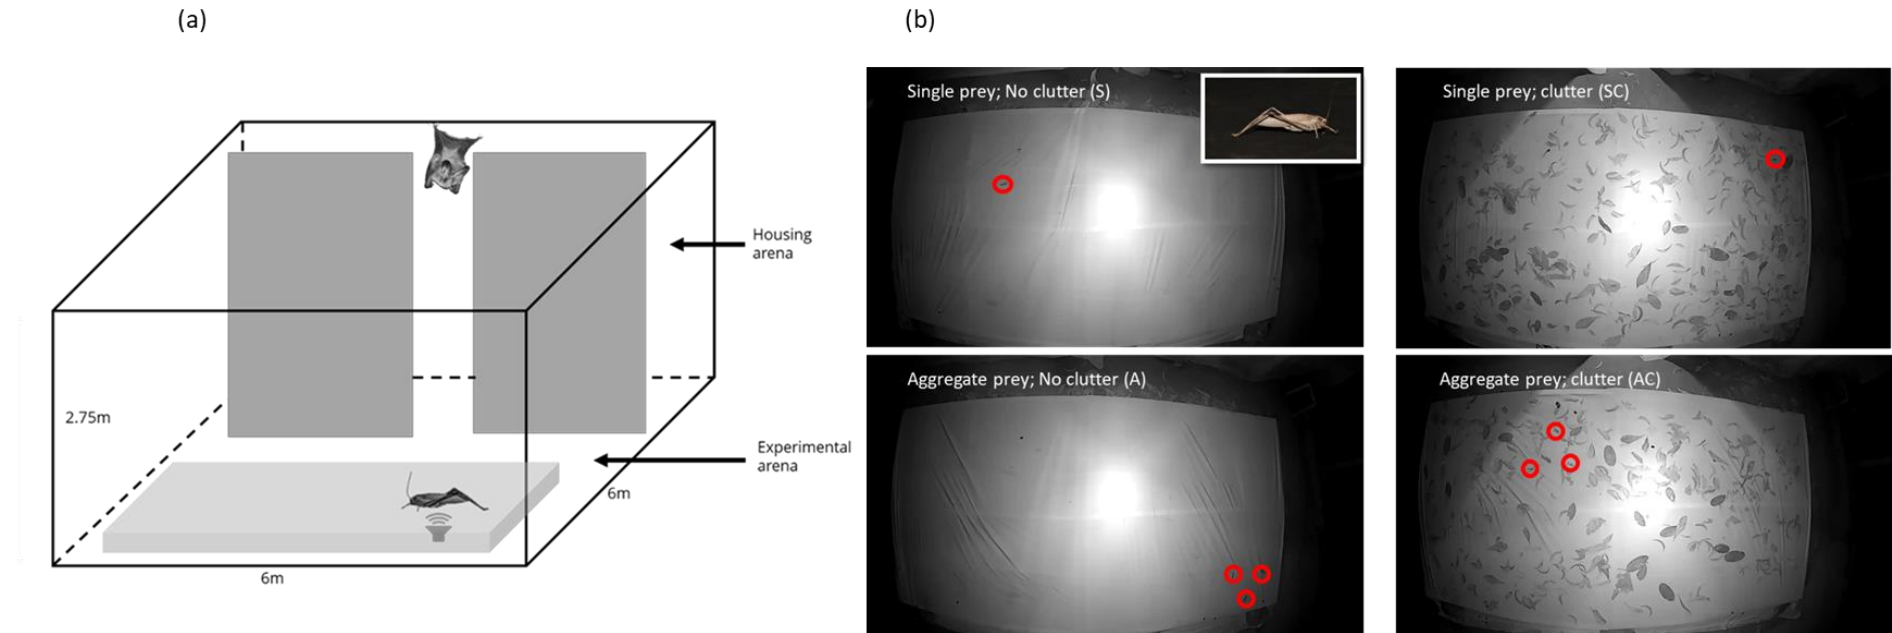 (a)
(b)
Single prey; No clutter (S)
Single prey; clutter (SC)
Housing
arena
Aggregate prey; No clutter (A)
Aggregate prey; clutter (AC)
2.75m
Experimental
arena
6m
6m